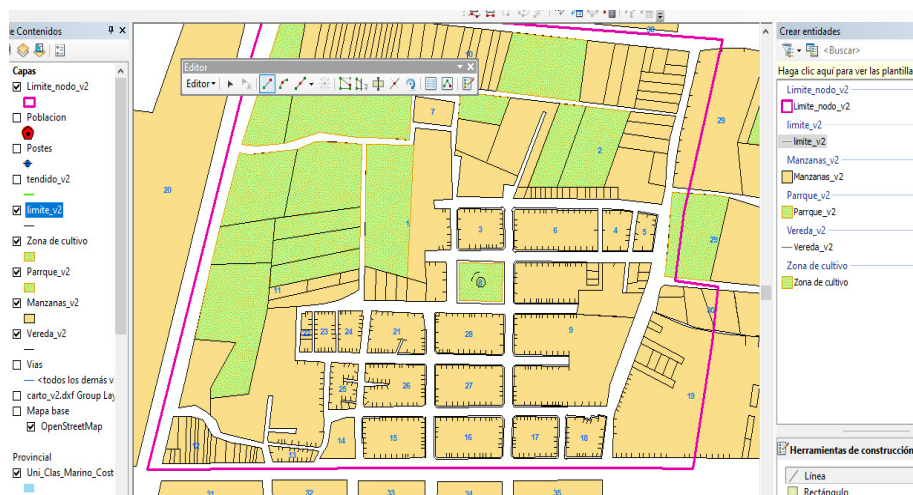 e Contenidos
Capas
Limite_nodo_v2
Poblacion
Postes
tendido_v2
limite_v2
Zona de cultivo
Parrque_v2
Manzanas_v2
Vereda_v2
Vias
<todos los demás v
carto_v2.dxf Group Lay
Mapa base
OpenStreetMap
Provincial
Uni_Clas_Marino_Cost
Editor
Editor
10
29
7
2
20
1
3
6
4
5
29
8
11
30
22
23
24
21
28
9
25
26
27
19
12
13
14
15
16
17
18
31
32
33
34
35
Crear entidades
<Buscar>
Haga clic aquí para ver las plantilla
Limite_nodo_v2
Limite_nodo_v2
limite_v2
limite_v2
Manzanas_v2
Manzanas_v2
Parrque_v2
Parrque_v2
Vereda_v2
Vereda_v2
Zona de cultivo
Zona de cultivo
Herramientas de construcción
Línea
Rectángulo